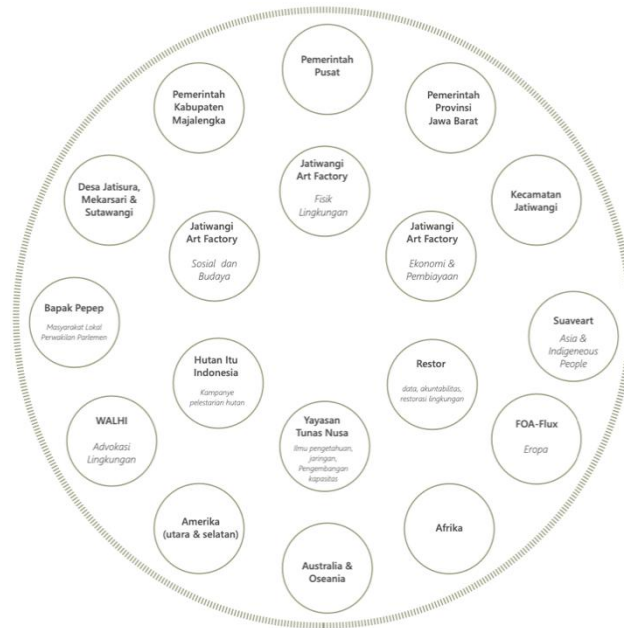 Pemerintah
Pusat
Pemerintah
Kabupaten
Majalengka
Pemerintah
Provinsi
Jawa Barat
Jatiwangi
Art Factory
Fisik
Lingkungan
Desa Jatisura,
Mekarsari &
Sutawangi
Kecamatan
Jatiwangi
Jatiwangi
Art Factory
Sosial dan
Budaya
Jatiwangi
Art Factory
Ekonomi &
Pembiayaan
Bapak Pepep
Masyarakat Lokal
Perwakilan Parlemen
Suaveart
Asia &
Indigeneous
People
Hutan Itu
Indonesia
Kampanye
pelestarian hutan
Restor
data, akuntabilitas,
restorasi lingkungan
WALHI
Advokasi
Lingkungan
Yayasan
Tunas Nusa
Ilmu pengetahuan,
jaringan,
Pengembangan
kapasitas
FOA-Flux
Eropa
Amerika
(utara & selatan)
Afrika
Australia &
Oseania